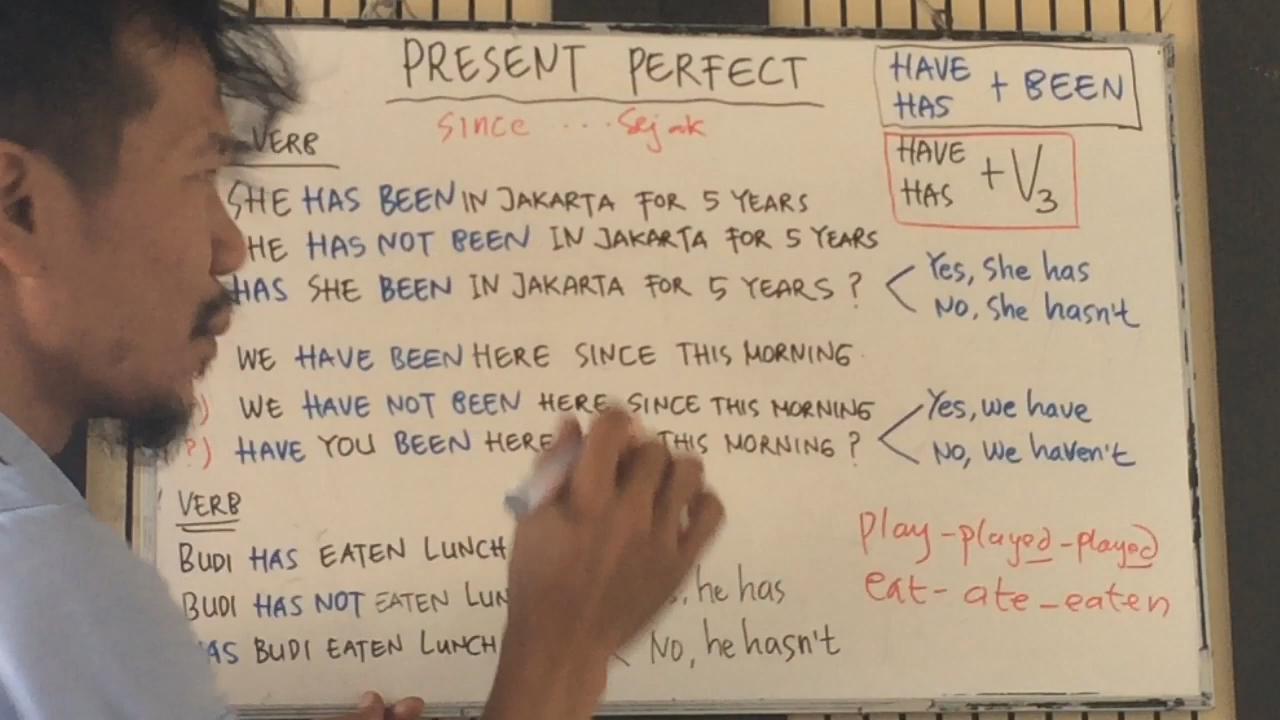 PRESENT PERFECT
since .... Sejak
HAVE
HAS + BEEN
HAVE
HAS + V3
VERB
SHE HAS BEEN IN JAKARTA FOR 5 YEARS
HE HAS NOT BEEN IN JAKARTA FOR 5 YEARS
HAS SHE BEEN IN JAKARTA FOR 5 YEARS ?
Yes, She has
No, She hasn't
WE HAVE BEEN HERE SINCE THIS MORNING
) WE HAVE NOT BEEN HERE SINCE THIS MORNING
?) HAVE YOU BEEN HERE THIS MORNING ?
Yes, we have
No, We haven't
VERB
BUDI HAS EATEN LUNCH
BUDI HAS NOT EATEN
HAS BUDI EATEN LUNCH
he has
No, he hasn't
Play - played - played
eat - ate - eaten